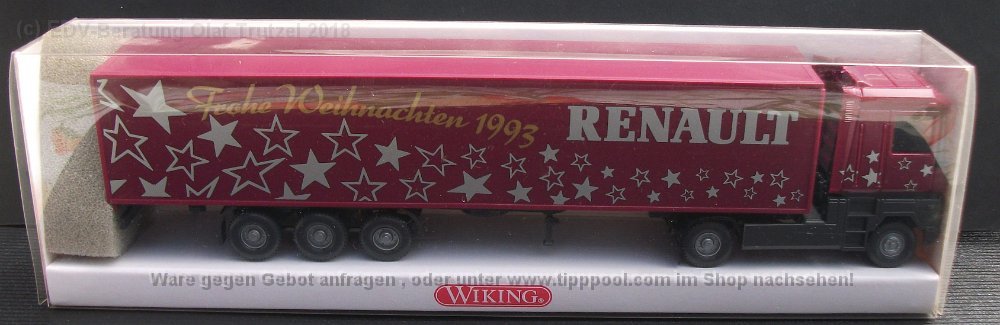 (c) EDV-Beratung Olaf Trutzel 2018
Frohe Weihnachten 1993
RENAULT
Ware gegen Gebot anfragen , oder unter www.tipppool.com im Shop nachsehen!
WIKING®